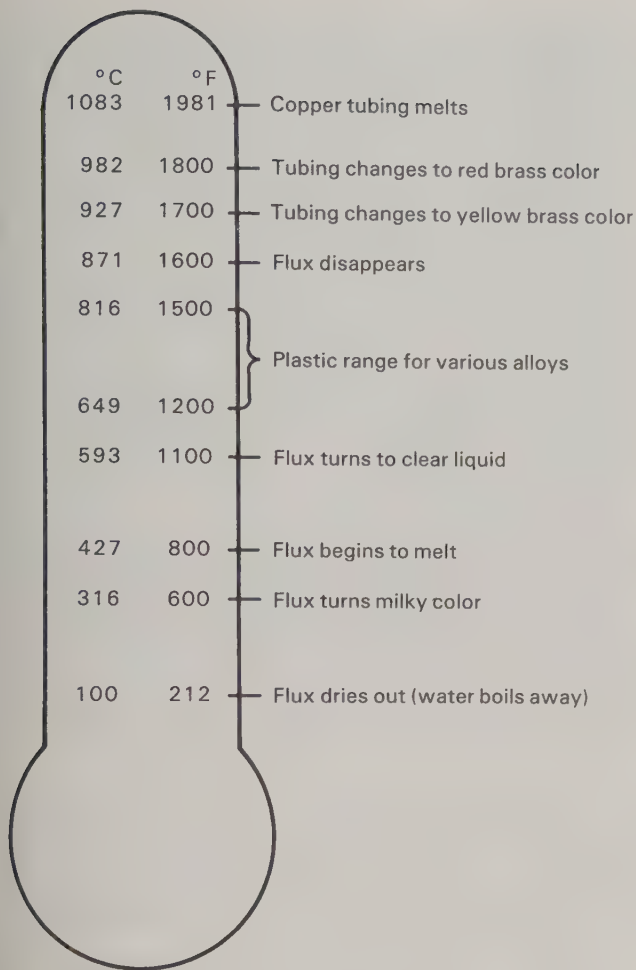 °C °F
1083 1981 Copper tubing melts
982 1800 Tubing changes to red brass color
927 1700 Tubing changes to yellow brass color
871 1600 Flux disappears
816 1500
Plastic range for various alloys
649 1200
593 1100 Flux turns to clear liquid
427 800 Flux begins to melt
316 600 Flux turns milky color
100 212 Flux dries out (water boils away)